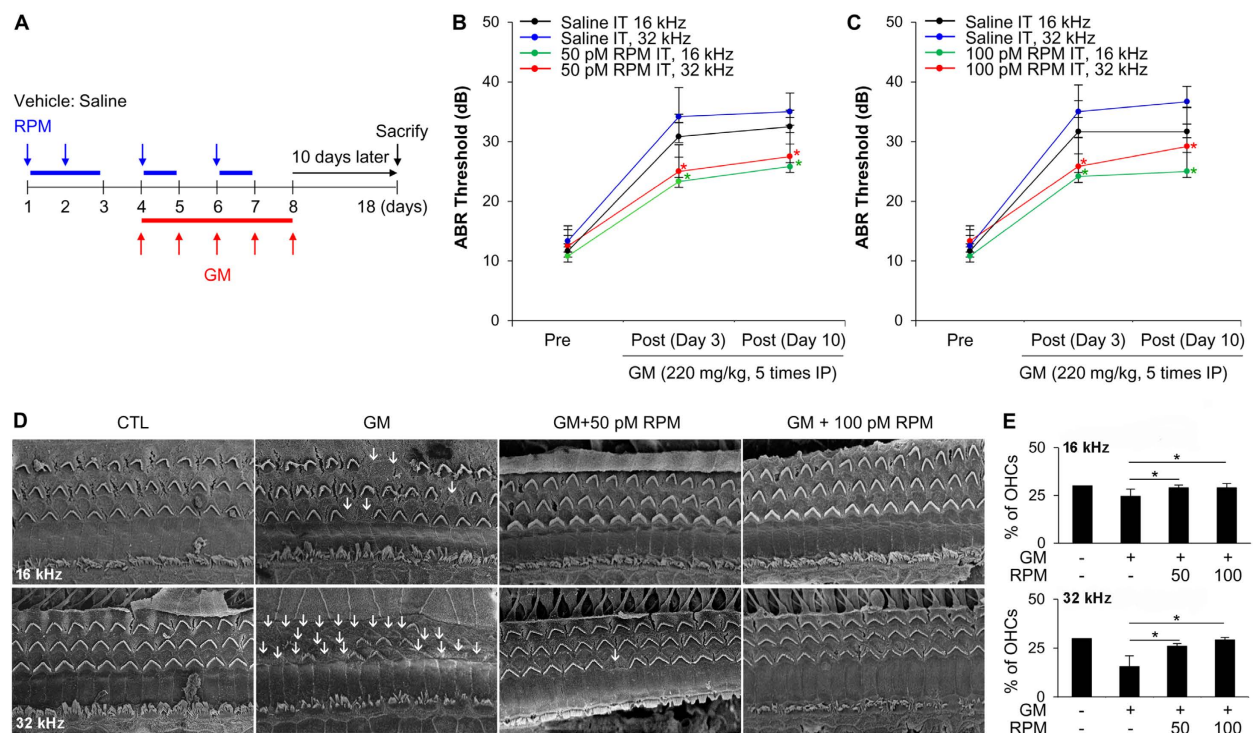 A
Vehicle: Saline
RPM
Sacrify
10 days later
1 2 3 4 5 6 7 8 18 (days)
GM
B
ABR Threshold (dB)
50
40
30
20
10
0
Saline IT 16 kHz
Saline IT, 32 kHz
50 pM RPM IT, 16 kHz
50 pM RPM IT, 32 kHz
* *
* *
Pre Post (Day 3) Post (Day 10)
GM (220 mg/kg, 5 times IP)
C
ABR Threshold (dB)
50
40
30
20
10
0
Saline IT 16 kHz
Saline IT, 32 kHz
100 pM RPM IT, 16 kHz
100 pM RPM IT, 32 kHz
* *
* *
Pre Post (Day 3) Post (Day 10)
GM (220 mg/kg, 5 times IP)
D
CTL GM GM+50 pM RPM GM + 100 pM RPM
16 kHz
32 kHz
E
16 kHz
% of OHCs
50
25
0
*
*
GM - + + +
RPM - - 50 100
32 kHz
% of OHCs
50
25
0
*
*
GM - + + +
RPM - - 50 100